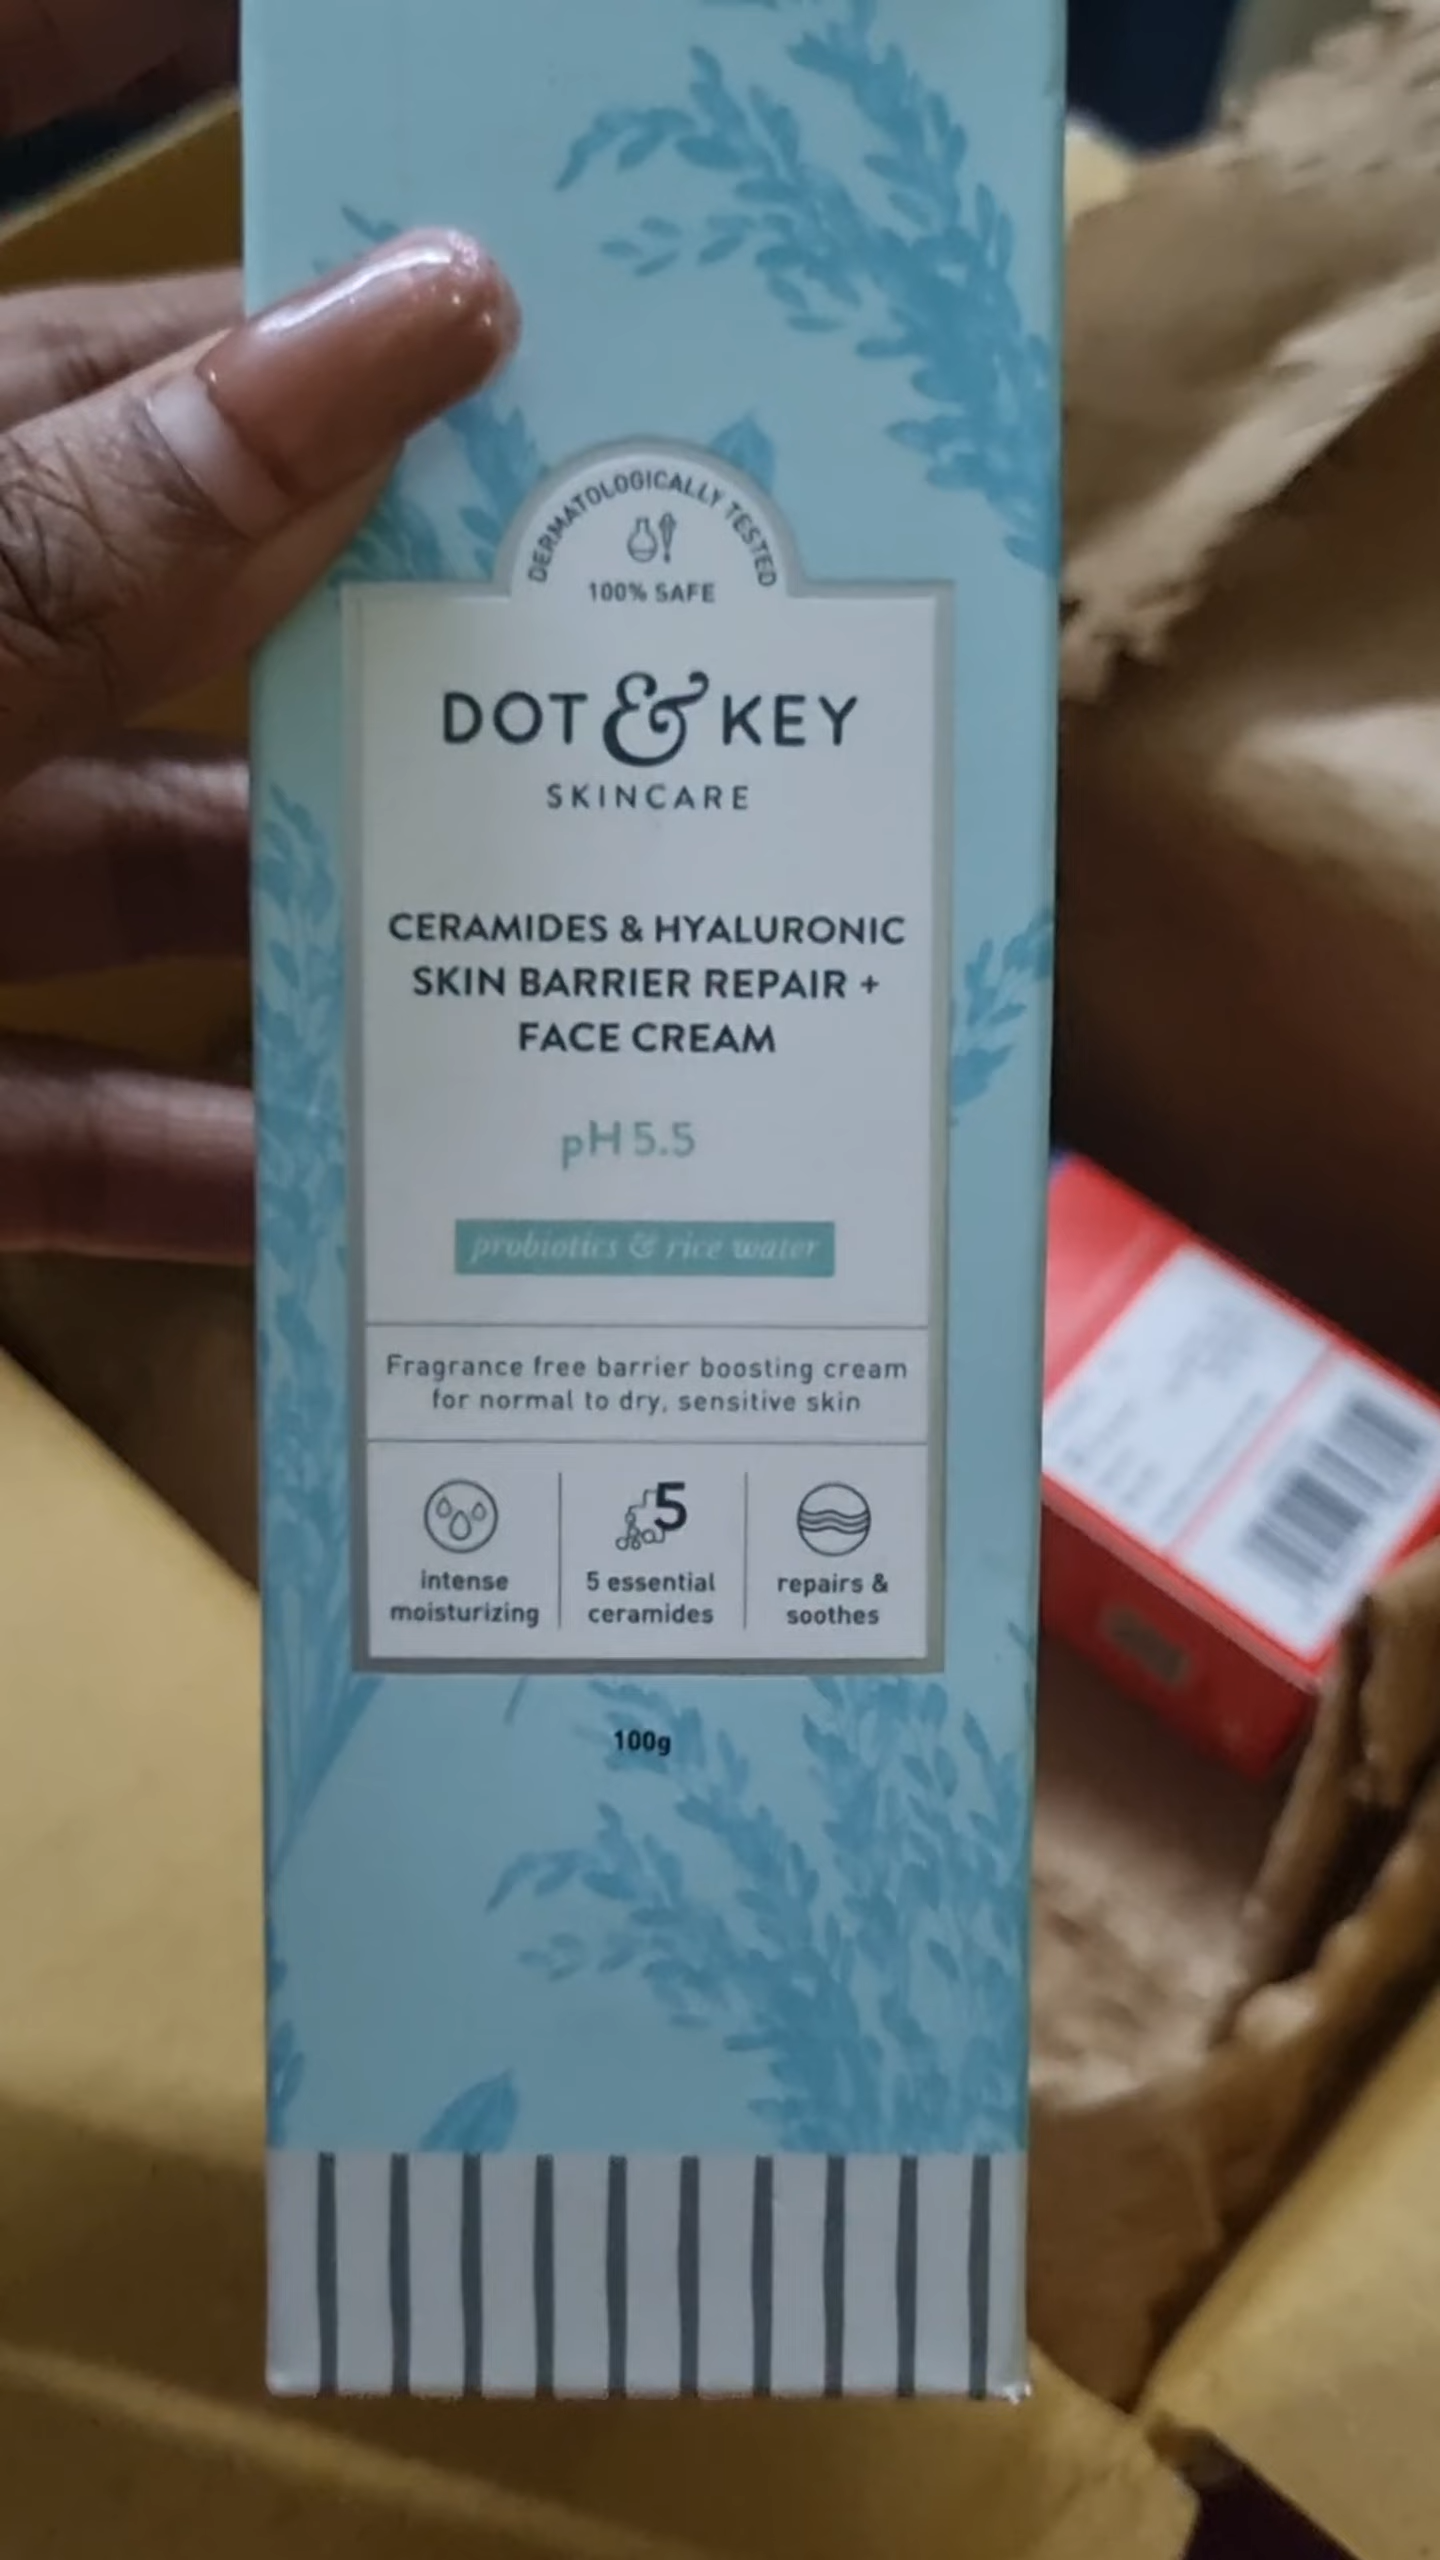 DERMATOLOGICALLY TESTED
100% SAFE
DOT & KEY
SKINCARE
CERAMIDES & HYALURONIC
SKIN BARRIER REPAIR +
FACE CREAM
pH 5.5
probiotics & rice water
Fragrance free barrier boosting cream
for normal to dry, sensitive skin
intense
moisturizing
5
5 essential
ceramides
repairs &
soothes
100g